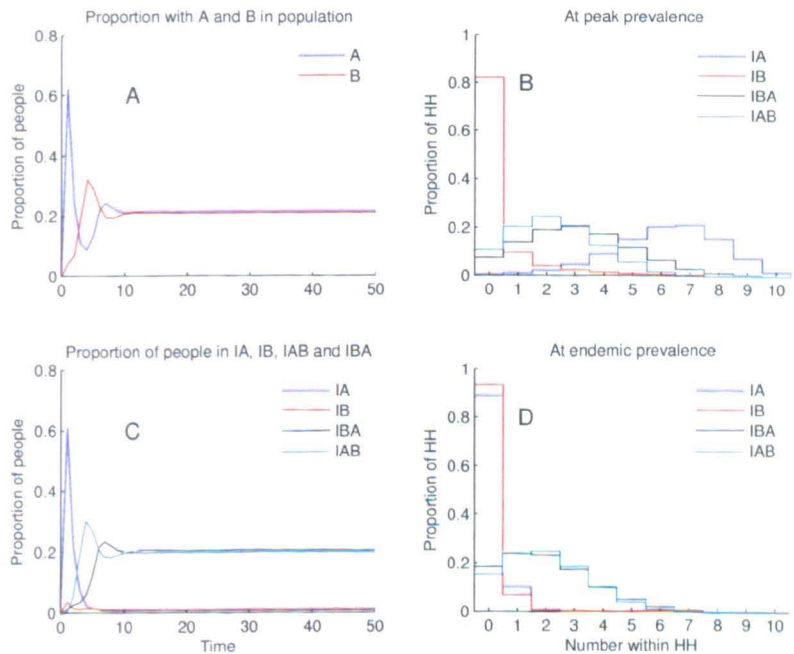 Proportion with A and B in population
0.8
0.6
0.4
0.2
0
Proportion of people
A
A
B
0 10 20 30 40 50
At peak prevalence
1
0.8
0.6
0.4
0.2
0
Proportion of HH
B
IA
IB
IBA
IAB
0 1 2 3 4 5 6 7 8 9 10
Proportion of people in IA, IB, IAB and IBA
0.8
0.6
0.4
0.2
0
Proportion of people
C
IA
IB
IBA
IAB
0 10 20 30 40 50
Time
At endemic prevalence
1
0.8
0.6
0.4
0.2
0
Proportion of HH
D
IA
IB
IBA
IAB
0 1 2 3 4 5 6 7 8 9 10
Number within HH